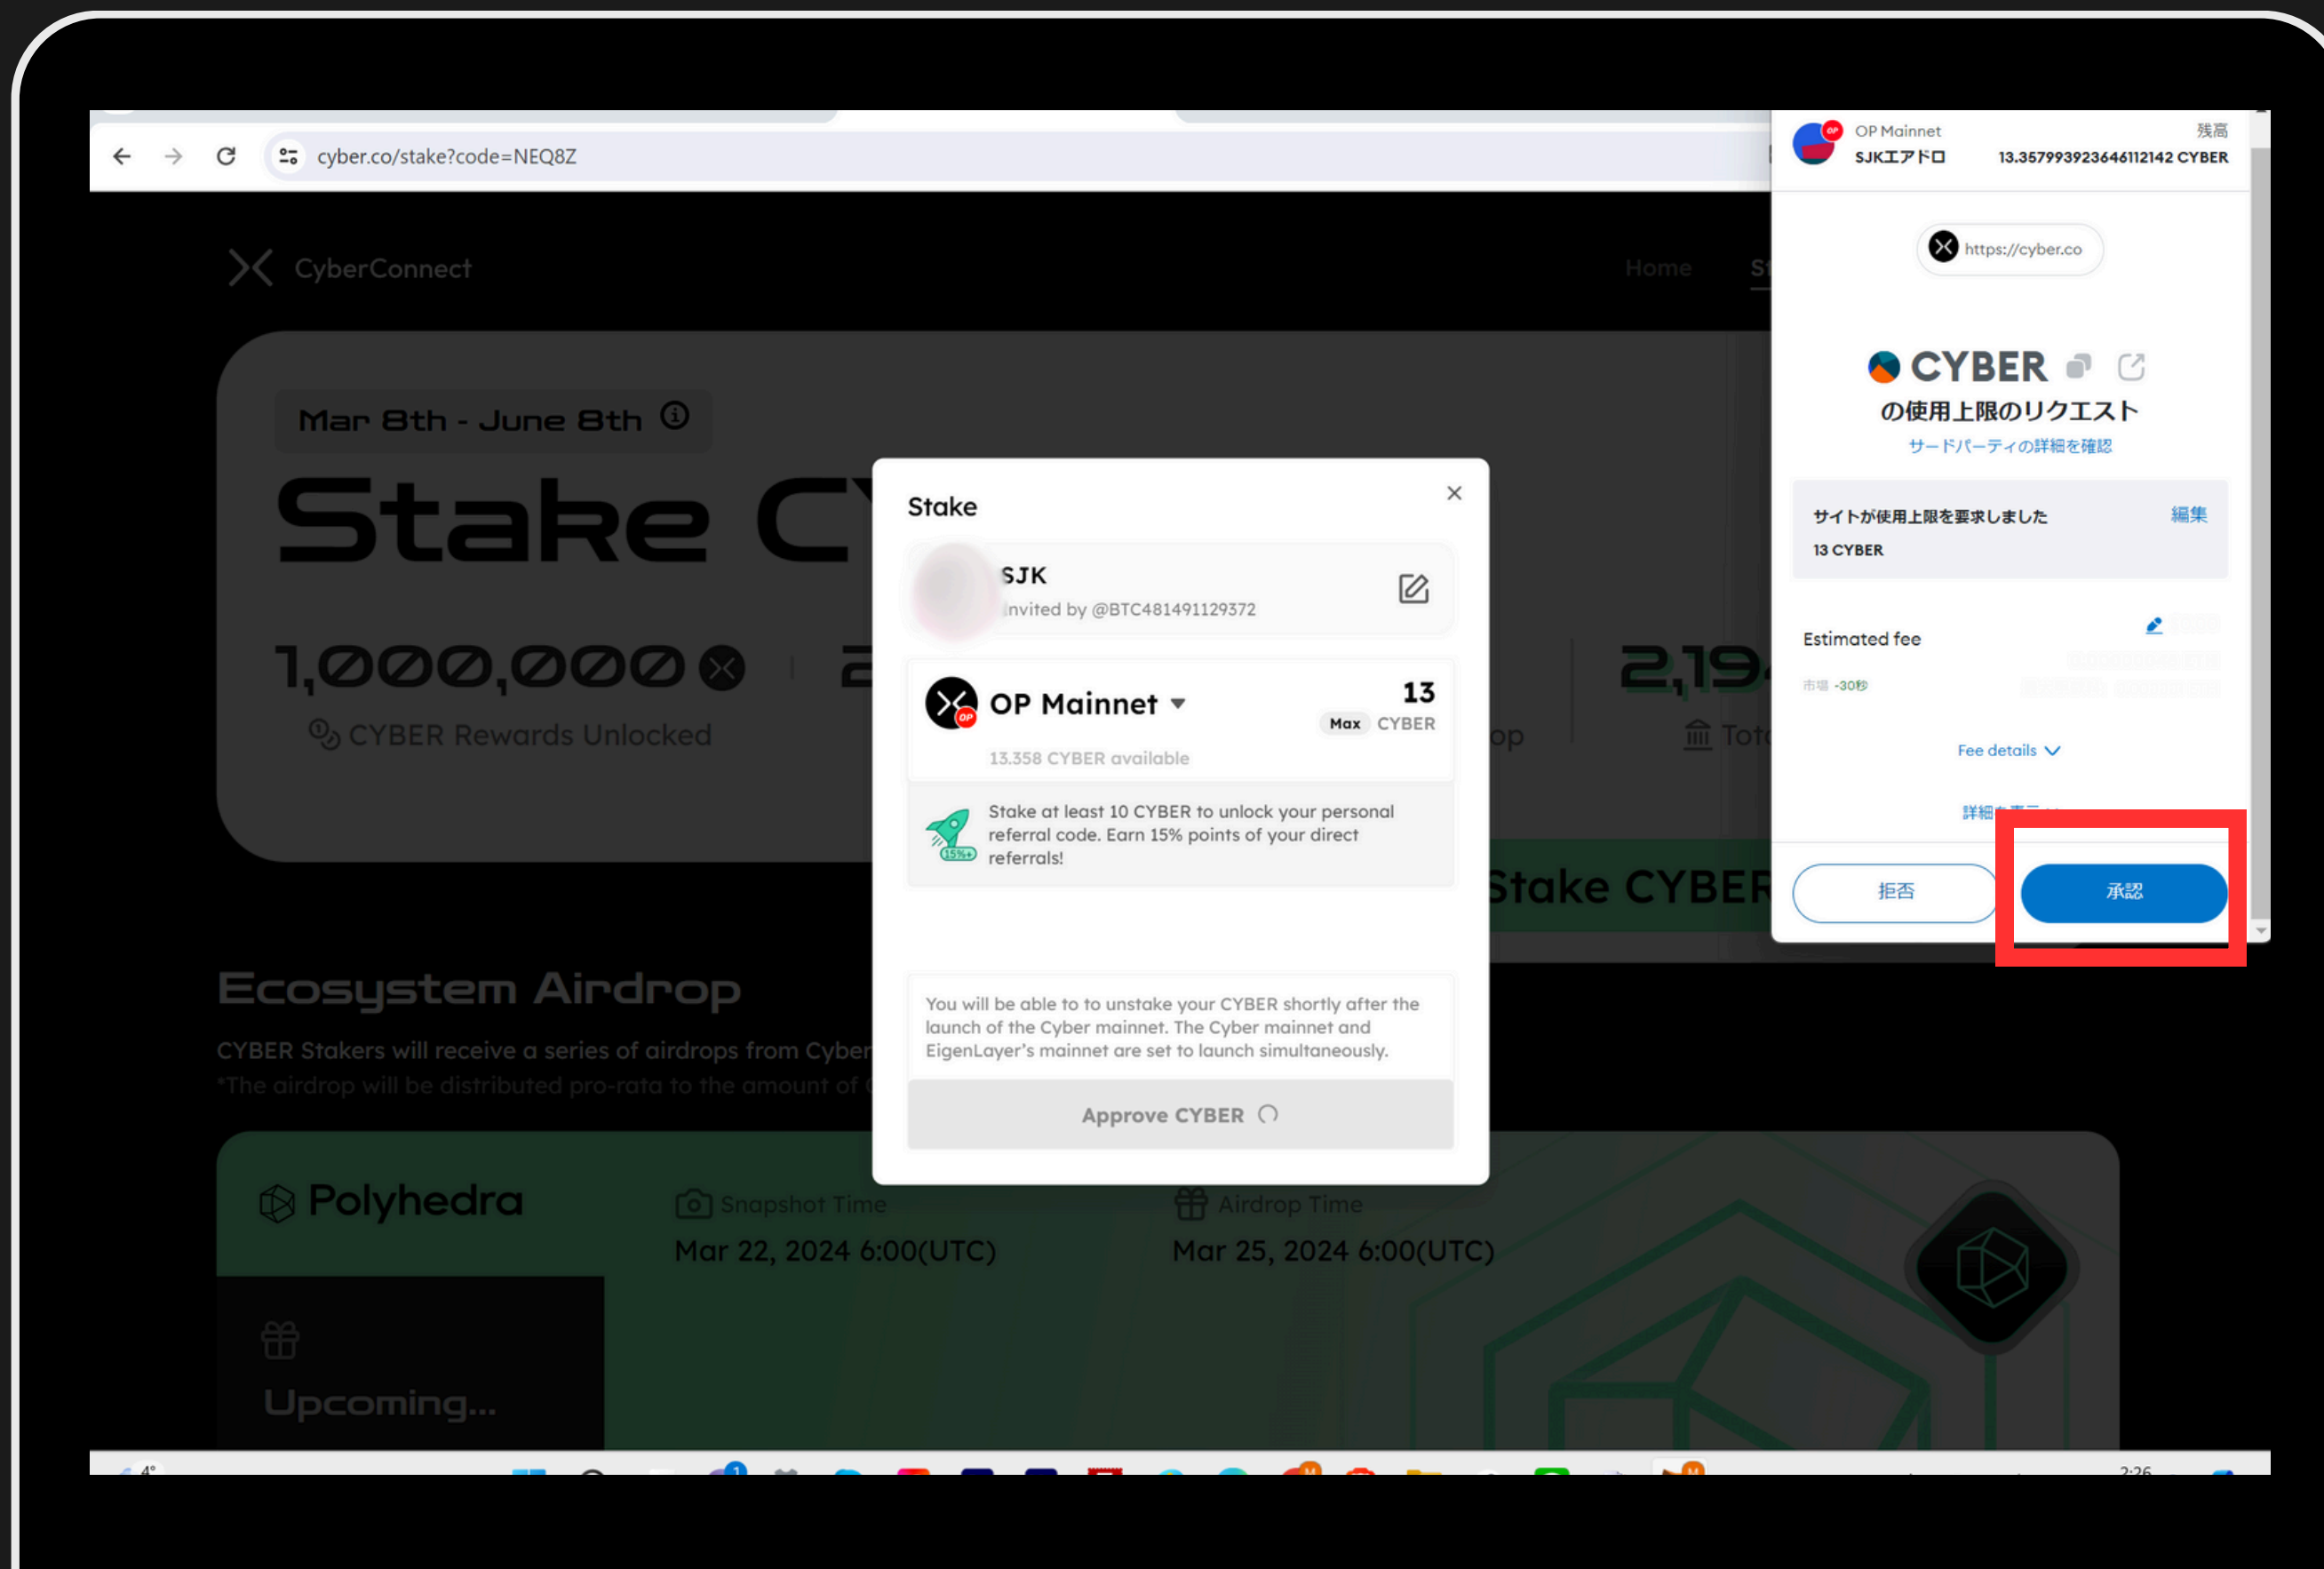 cyber.co/stake?code=NEQ8Z
CyberConnect
Home
Mar 8th - June 8th
Stake
1,000,000
CYBER Rewards Unlocked
2,19
Stake CYBER
Ecosystem Airdrop
CYBER Stakers will receive a series of airdrops from Cyber
*The airdrop will be distributed pro-rata to the amount of
Polyhedra
Snapshot Time
Mar 22, 2024 6:00(UTC)
Airdrop Time
Mar 25, 2024 6:00(UTC)
Upcoming...
Stake
SJK
Invited by @BTC481491129372
OP Mainnet
13
Max CYBER
13.358 CYBER available
Stake at least 10 CYBER to unlock your personal
referral code. Earn 15% points of your direct
referrals!
15%+
You will be able to to unstake your CYBER shortly after the
launch of the Cyber mainnet. The Cyber mainnet and
EigenLayer's mainnet are set to launch simultaneously.
Approve CYBER
OP Mainnet
残高
SJKエアドロ
13.357993923646112142 CYBER
https://cyber.co
CYBER
の使用上限のリクエスト
サードパーティの詳細を確認
サイトが使用上限を要求しました
編集
13 CYBER
Estimated fee
市場 ~30秒
Fee details
詳細を表示
拒否
承認
4°
2:26